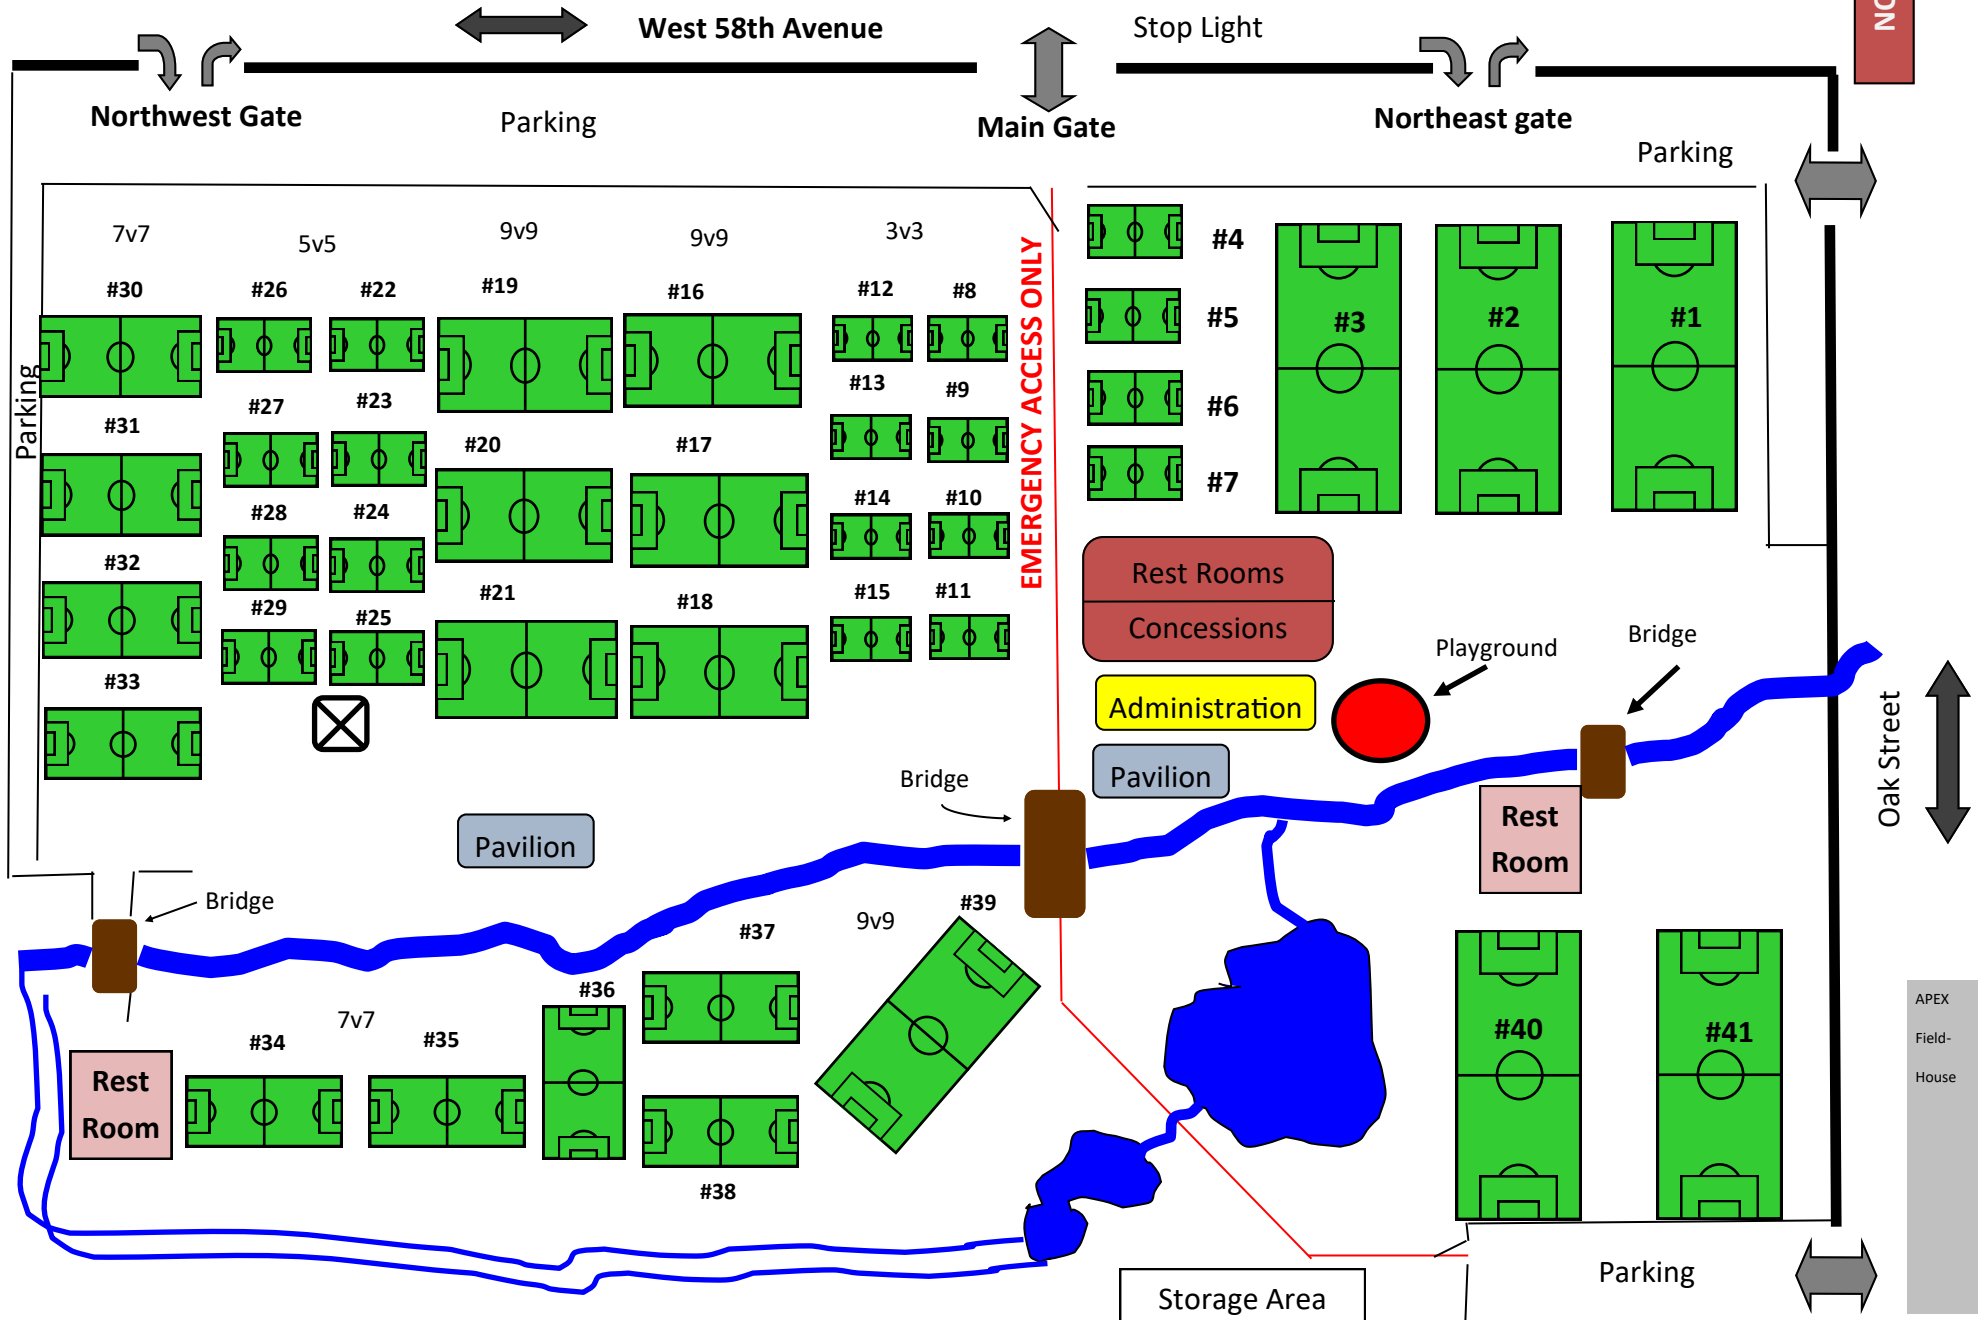 West 58th Avenue
Stop Light
NO
Northwest Gate
Parking
Main Gate
Northeast gate
Parking
7v7
5v5
9v9
9v9
3v3
#30
#26
#22
#19
#16
#12
#8
#4
#5
#6
#7
#3
#2
#1
EMERGENCY ACCESS ONLY
Parking
#31
#27
#23
#20
#17
#13
#9
#32
#28
#24
#21
#18
#14
#10
#33
#29
#25
#15
#11
Rest Rooms
Concessions
Administration
Pavilion
Playground
Bridge
Oak Street
Bridge
Pavilion
Bridge
Rest
Room
9v9
#39
#37
#36
7v7
#34
#35
#38
Rest
Room
#40
#41
APEX
Field-
House
Parking
Storage Area